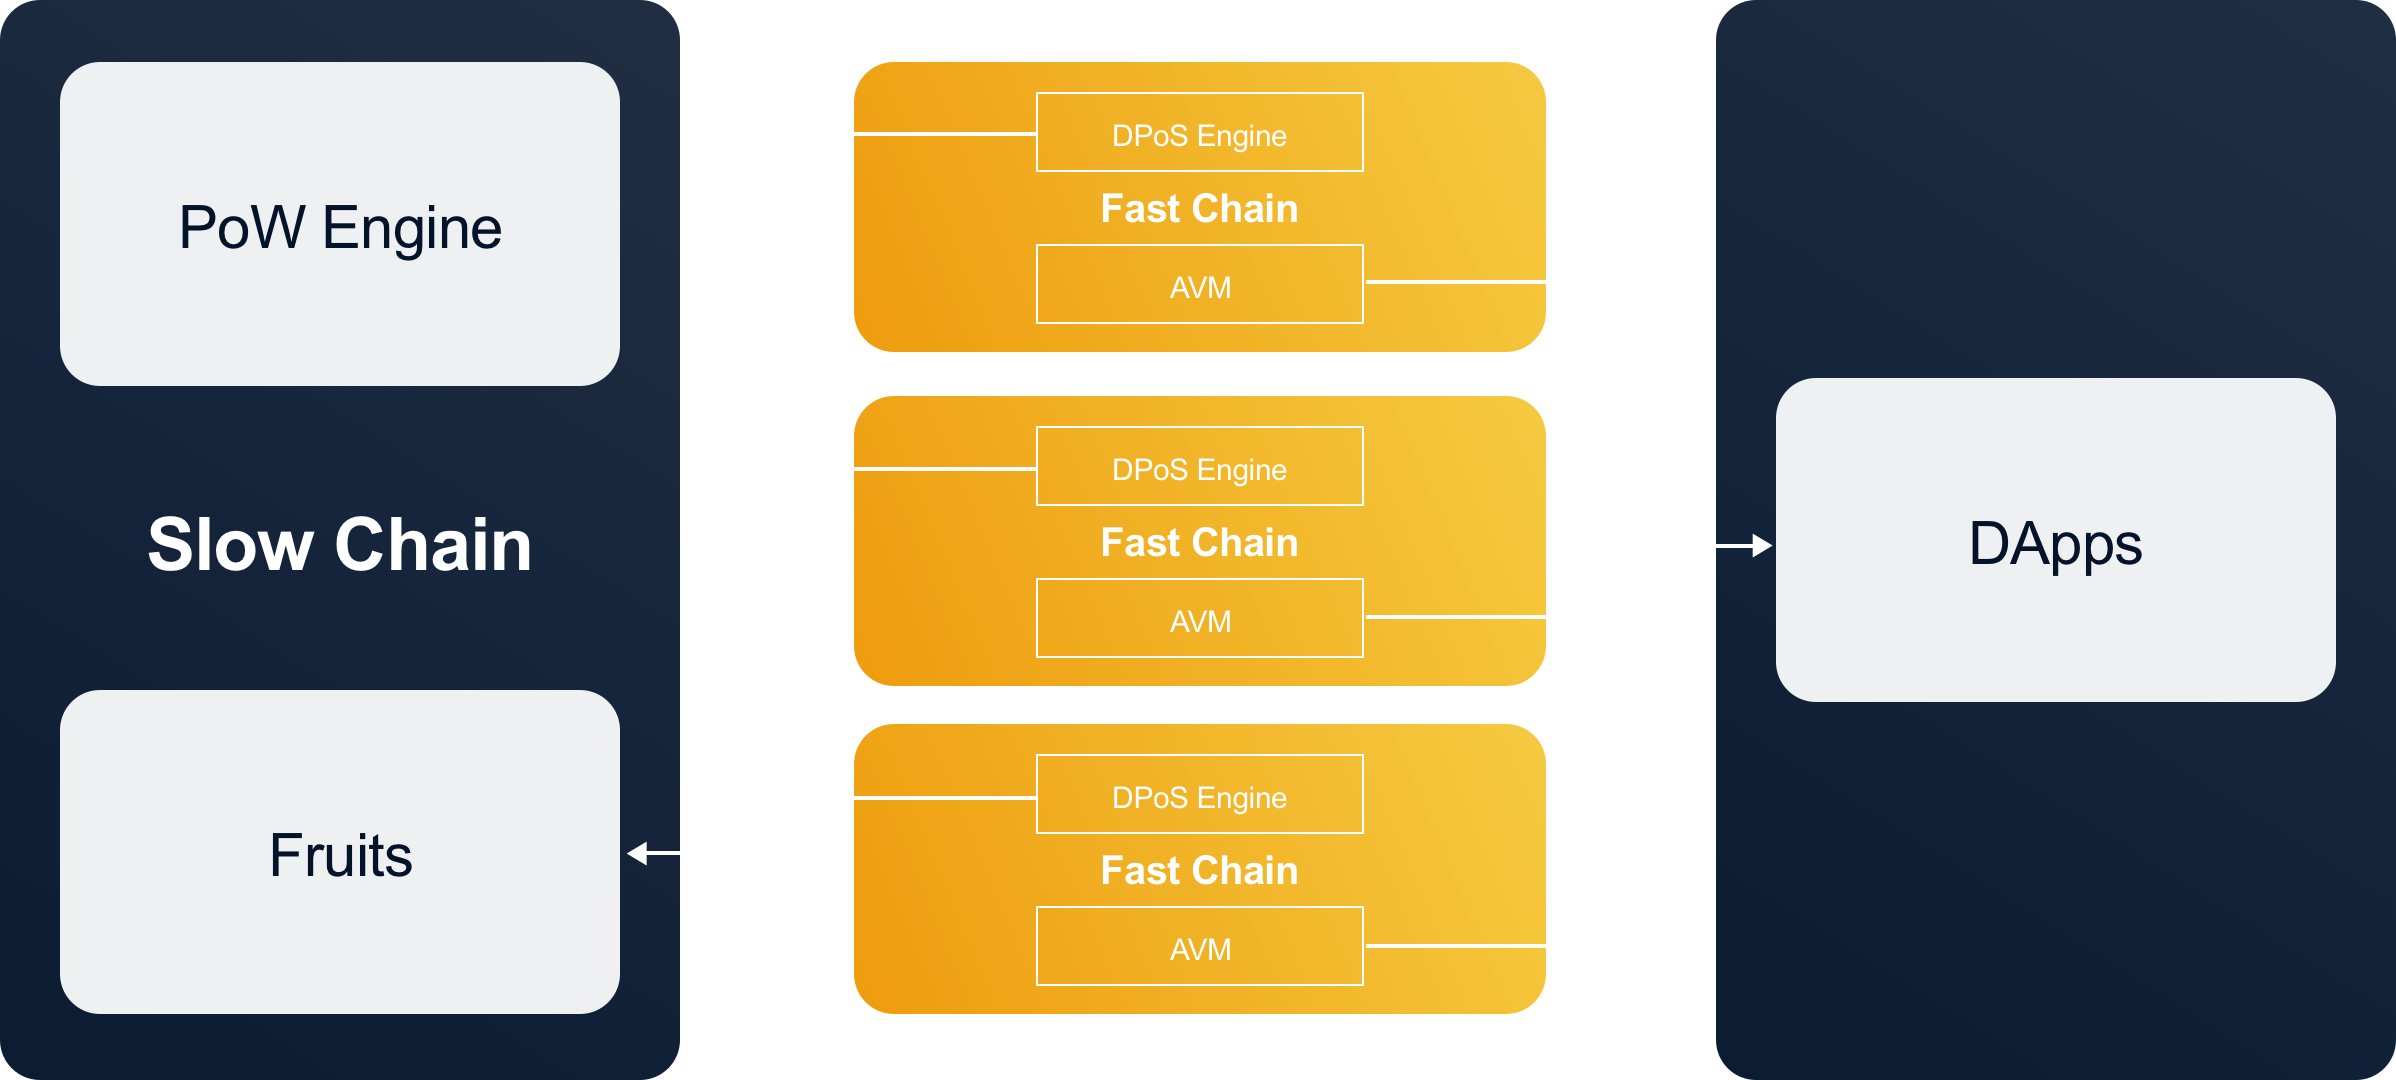 PoW Engine
Slow Chain
Fruits
DPoS Engine
Fast Chain
AVM
DPoS Engine
Fast Chain
AVM
DPoS Engine
Fast Chain
AVM
DApps